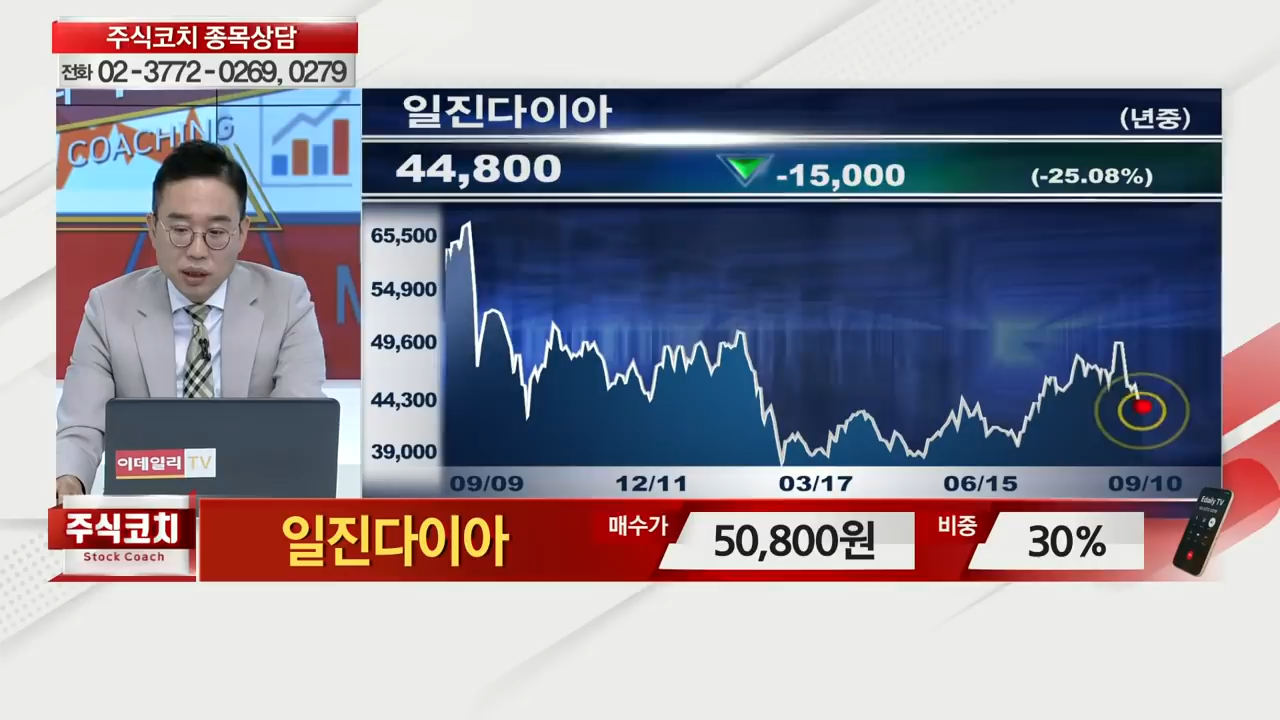 주식코치 종목상담
전화 02-3772-0269, 0279
COACHING
일진다이아
(년중)
44,800
-15,000
(-25.08%)
65,500
54,900
49,600
44,300
39,000
09/09
12/11
03/17
06/15
09/10
이데일리 TV
주식코치
Stock Coach
일진다이아
매수가
50,800원
비중
30%
Edaily TV